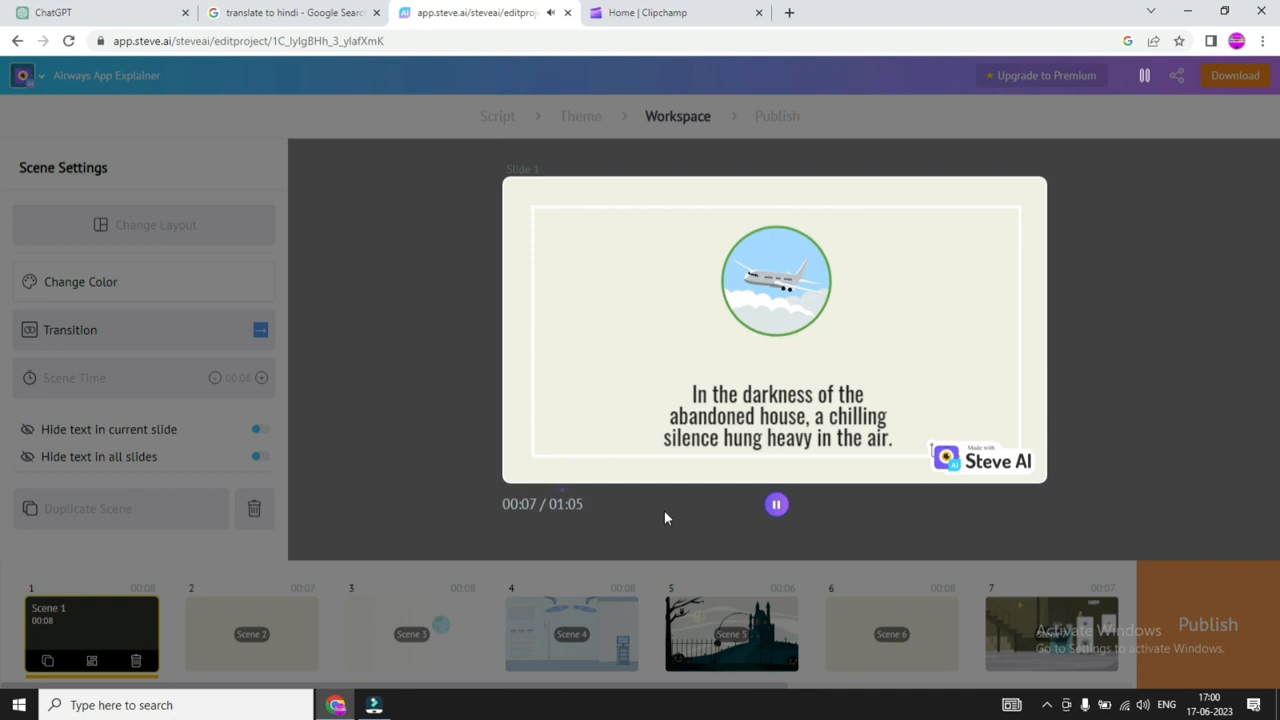 ChatGPT
translate to hindi - Google Searc
app.steve.ai/steveai/editproje
Home | Clipchamp
app.steve.ai/steveai/editproject/1C_lyIgBHh_3_ylafXmK
Airways App Explainer
Upgrade to Premium
Download
Script
Theme
Workspace
Publish
Scene Settings
Change Layout
Change Color
Transition
Scene Time
00:08
Hide text in current slide
Hide text in all slides
Duplicate Scene
Slide 1
In the darkness of the
abandoned house, a chilling
silence hung heavy in the air.
Made with
Steve AI
00:07 / 01:05
1 00:08
2 00:07
3 00:08
4 00:08
5 00:06
6 00:08
7 00:07
Scene 1
00:08
Scene 2
Scene 3
Scene 4
Scene 5
Scene 6
Publish
Activate Windows
Go to Settings to activate Windows.
Type here to search
ENG
17:00
17-06-2023